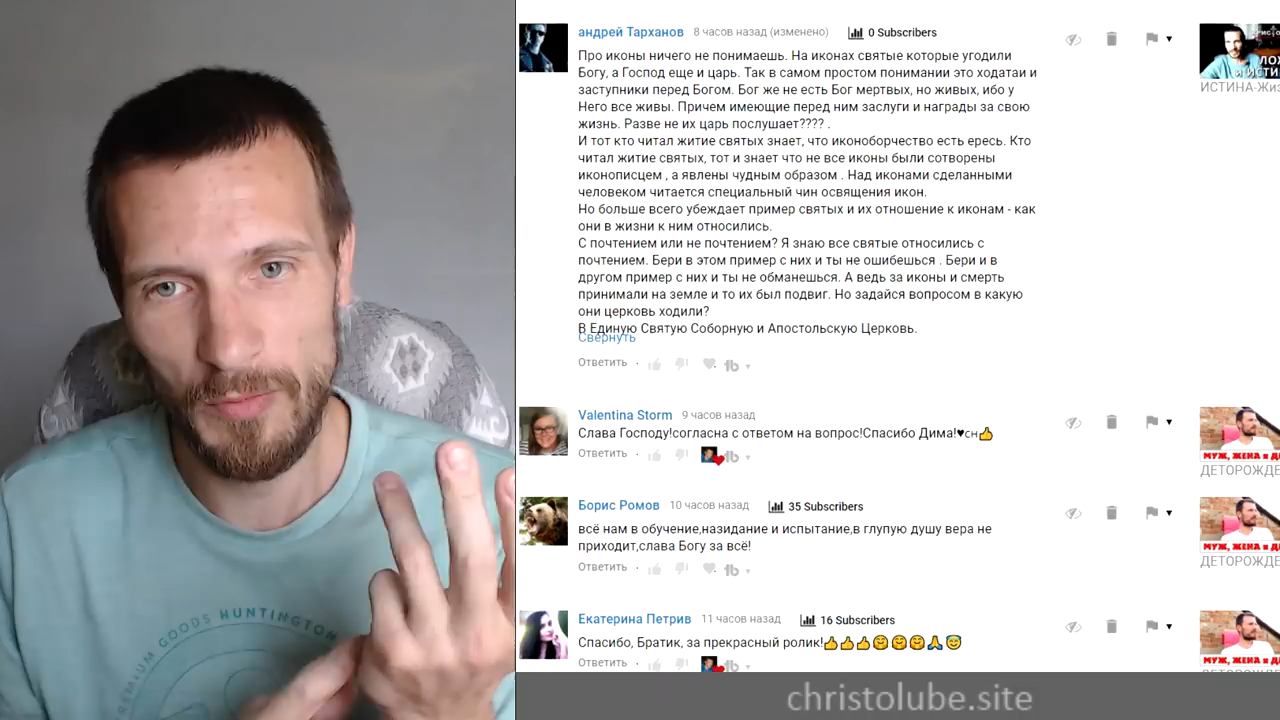 андрей Тарханов 8 часов назад (изменено) 0 Subscribers
Про иконы ничего не понимаешь. На иконах святые которые угодили
Богу, а Господ еще и царь. Так в самом простом понимании это ходатаи и
заступники перед Богом. Бог же не есть Бог мертвых, но живых, ибо у
Него все живы. Причем имеющие перед ним заслуги и награды за свою
жизнь. Разве не их царь послушает???? .
И тот кто читал житие святых знает, что иконоборчество есть ересь. Кто
читал житие святых, тот и знает что не все иконы были сотворены
иконописцем , а явлены чудным образом . Над иконами сделанными
человеком читается специальный чин освящения икон.
Но больше всего убеждает пример святых и их отношение к иконам - как
они в жизни к ним относились.
С почтением или не почтением? Я знаю все святые относились с
почтением. Бери в этом пример с них и ты не ошибешься . Бери и в
другом пример с них и ты не обманешься. А ведь за иконы и смерть
принимали на земле и то их был подвиг. Но задайся вопросом в какую
они церковь ходили?
В Единую Святую Соборную и Апостольскую Церковь.
Свернуть
Ответить
ИСТИНА-Жиз
Valentina Storm 9 часов назад
Слава Господу!согласна с ответом на вопрос!Спасибо Дима!♥сн👍
Ответить
МУЖ, ЖЕНА и Д
ДЕТОРОЖДЕ
Борис Ромов 10 часов назад 35 Subscribers
всё нам в обучение,назидание и испытание,в глупую душу вера не
приходит,слава Богу за всё!
Ответить
МУЖ, ЖЕНА и Д
ДЕТОРОЖДЕ
Екатерина Петрив 11 часов назад 16 Subscribers
Спасибо, Братик, за прекрасный ролик!👍👍👍🤗🤗🤗🙏😇
Ответить
МУЖ, ЖЕНА и Д
christolube.site
GOODS HUNTINGTON